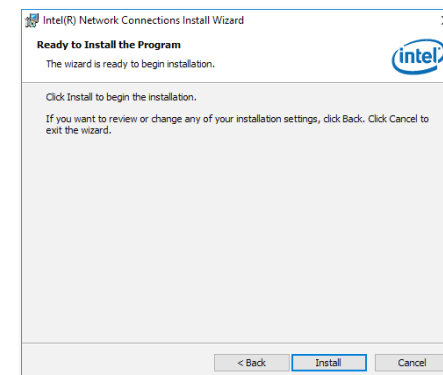 Intel(R) Network Connections Install Wizard
Ready to Install the Program
The wizard is ready to begin installation.
intel
Click Install to begin the installation.
If you want to review or change any of your installation settings, click Back. Click Cancel to
exit the wizard.
< Back Install Cancel